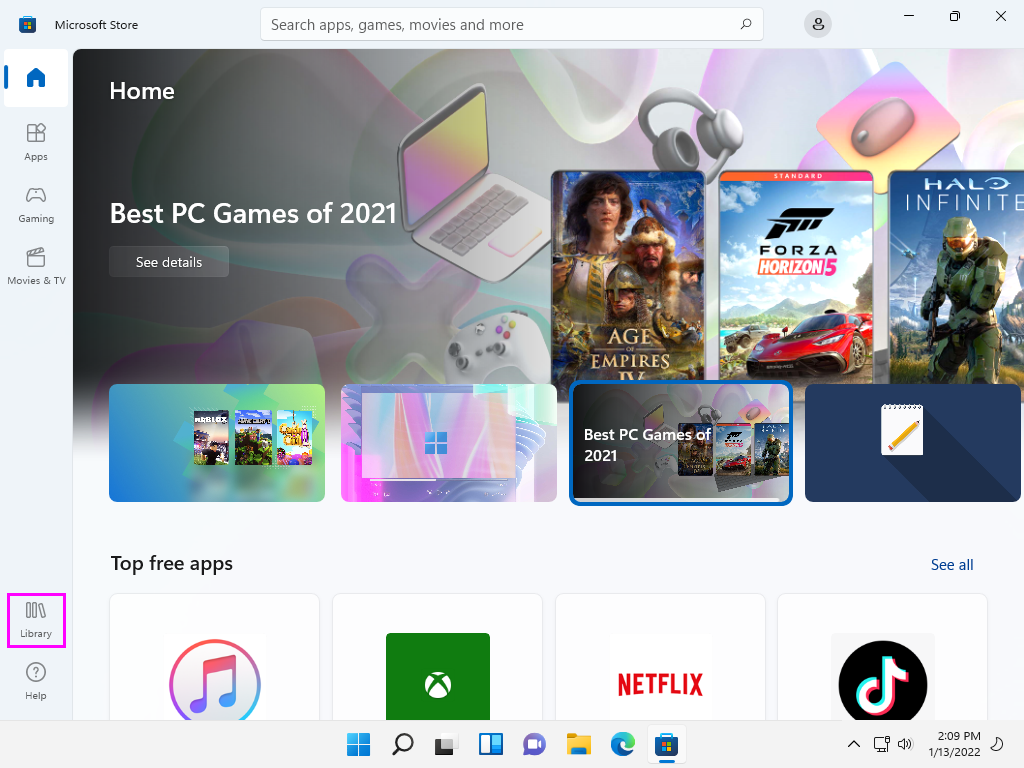 Microsoft Store
Search apps, games, movies and more
Home
Apps
Gaming
Movies & TV
Best PC Games of 2021
See details
AGE
OF
EMPIRES
IV
STANDARD
FORZA
HORIZON 5
HALO
INFINITE
ROBLOX
Best PC Games of
2021
Top free apps
See all
Library
Help
NETFLIX
2:09 PM
1/13/2022